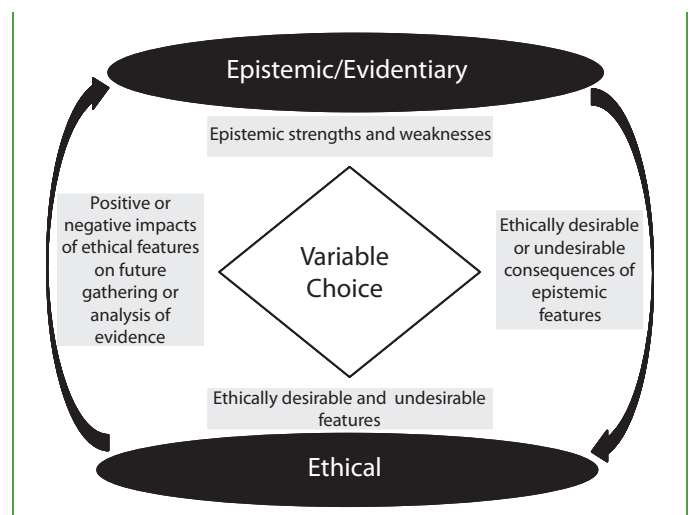 Epistemic/Evidentiary
Epistemic strengths and weaknesses
Positive or
negative impacts
of ethical features
on future
gathering or
analysis of
evidence
Variable
Choice
Ethically desirable
or undesirable
consequences of
epistemic
features
Ethically desirable and  undesirable
features
Ethical